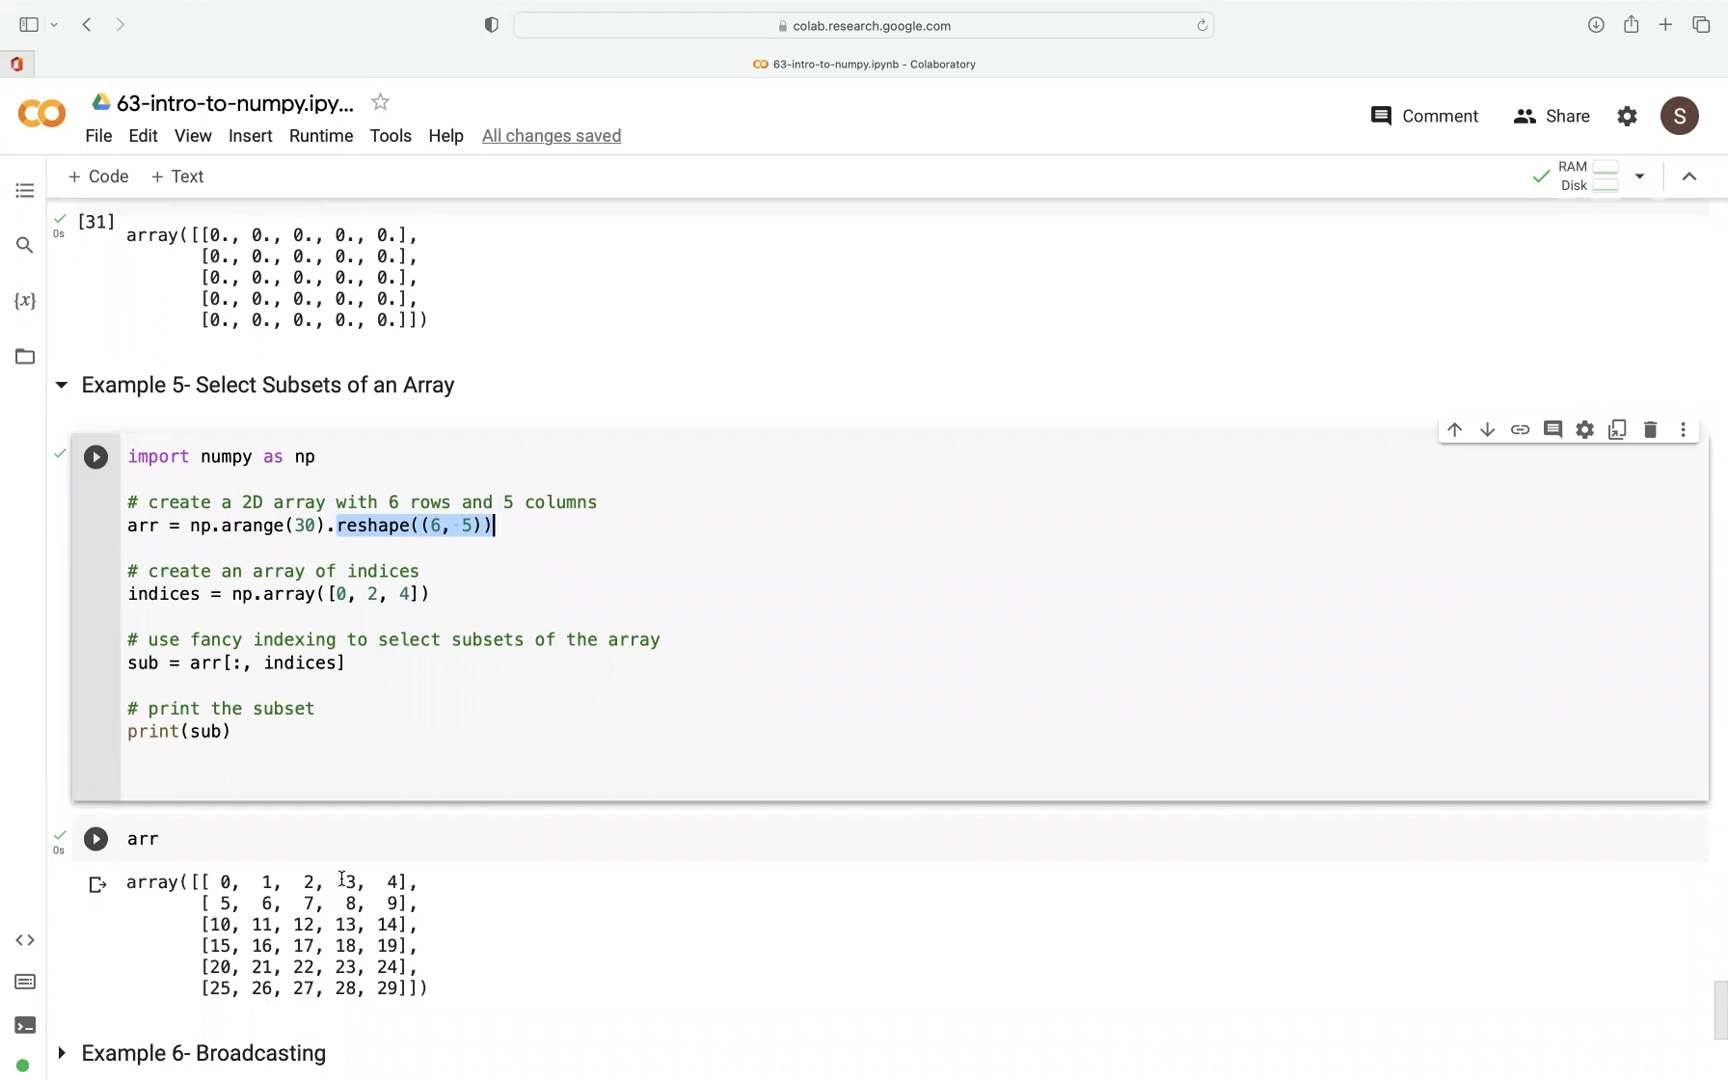 colab.research.google.com
63-intro-to-numpy.ipynb - Colaboratory
63-intro-to-numpy.ipy...
Comment
Share
S
File Edit View Insert Runtime Tools Help All changes saved
+ Code + Text
RAM
Disk
[31]
0s
array([[0., 0., 0., 0., 0.],
[0., 0., 0., 0., 0.],
[0., 0., 0., 0., 0.],
[0., 0., 0., 0., 0.],
[0., 0., 0., 0., 0.]])
{x}
Example 5- Select Subsets of an Array
import numpy as np
# create a 2D array with 6 rows and 5 columns
arr = np.arange(30).reshape((6, 5))
# create an array of indices
indices = np.array([0, 2, 4])
# use fancy indexing to select subsets of the array
sub = arr[:, indices]
# print the subset
print(sub)
0s
arr
array([[ 0, 1, 2, 3, 4],
[ 5, 6, 7, 8, 9],
[10, 11, 12, 13, 14],
[15, 16, 17, 18, 19],
[20, 21, 22, 23, 24],
[25, 26, 27, 28, 29]])
Example 6- Broadcasting